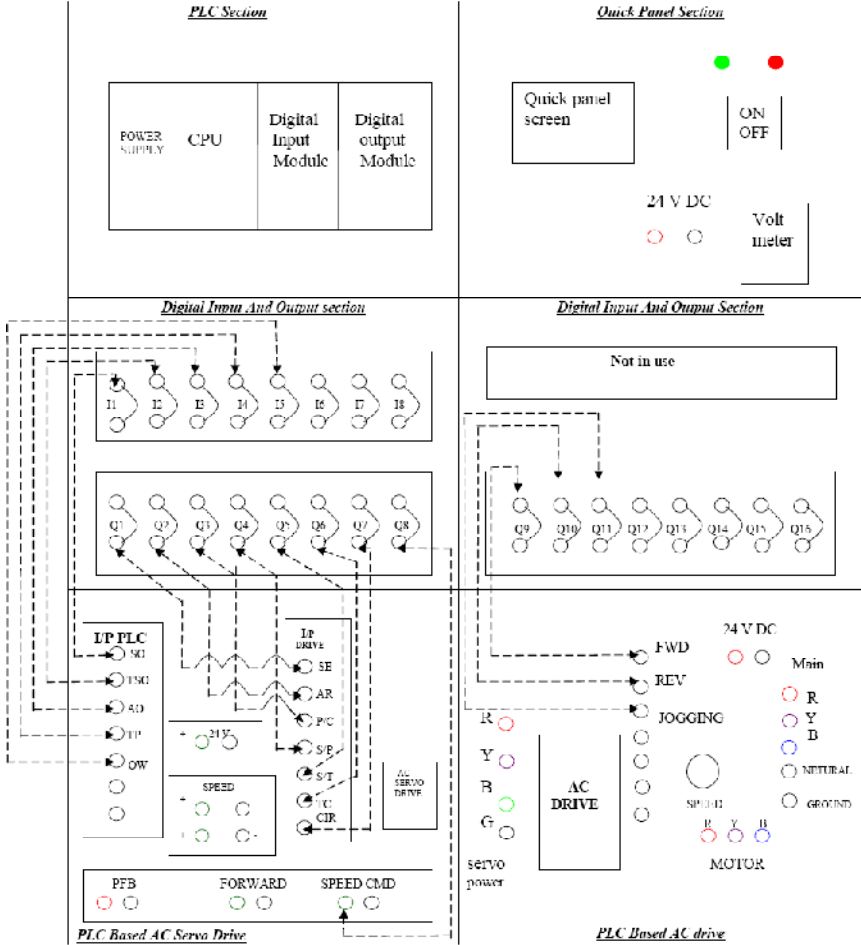 PLC Section
Quick Panel Section
POWER
SUPPLY
CPU
Digital
Input
Module
Digital
output
Module
Quick panel
screen
ON
OFF
24 V DC
Volt
meter
Digital Input And Output section
Digital Input And Output Section
Not in use
I1 I2 I3 I4 I5 I6 I7 I8
Q1 Q2 Q3 Q4 Q5 Q6 Q7 Q8
Q9 Q10 Q11 Q12 Q13 Q14 Q15 Q16
I/P PLC
SO
TSO
AO
TP
OW
+ 24 V -
SPEED
+
+ -
I/P
DRIVE
SE
AR
P/C
S/P
S/T
TC
CIR
AC
SERVO
DRIVE
PFB
FORWARD
SPEED CMD
PLC Based AC Servo Drive
R
Y
B
G
servo
power
AC
DRIVE
FWD
REV
JOGGING
24 V DC
SPEED
R Y B
MOTOR
Main
R
Y
B
NETURAL
GROUND
PLC Based AC drive